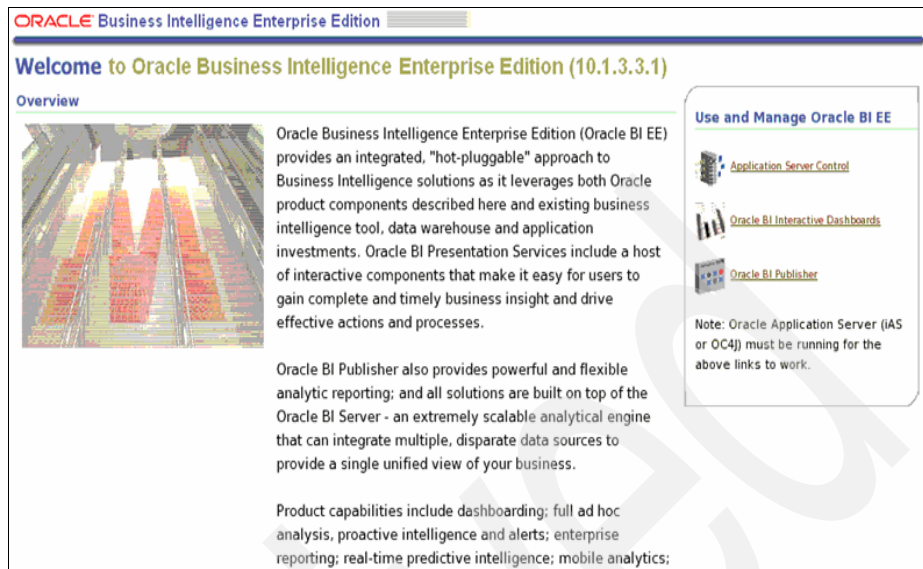 ORACLE Business Intelligence Enterprise Edition
Welcome to Oracle Business Intelligence Enterprise Edition (10.1.3.3.1)
Overview
Oracle Business Intelligence Enterprise Edition (Oracle BI EE)
provides an integrated, "hot-pluggable" approach to
Business Intelligence solutions as it leverages both Oracle
product components described here and existing business
intelligence tool, data warehouse and application
investments. Oracle BI Presentation Services include a host
of interactive components that make it easy for users to
gain complete and timely business insight and drive
effective actions and processes.
Oracle BI Publisher also provides powerful and flexible
analytic reporting; and all solutions are built on top of the
Oracle BI Server - an extremely scalable analytical engine
that can integrate multiple, disparate data sources to
provide a single unified view of your business.
Product capabilities include dashboarding; full ad hoc
analysis, proactive intelligence and alerts; enterprise
reporting; real-time predictive intelligence; mobile analytics;
Use and Manage Oracle BI EE
Application Server Control
Oracle BI Interactive Dashboards
Oracle BI Publisher
Note: Oracle Application Server (iAS
or OC4J) must be running for the
above links to work.